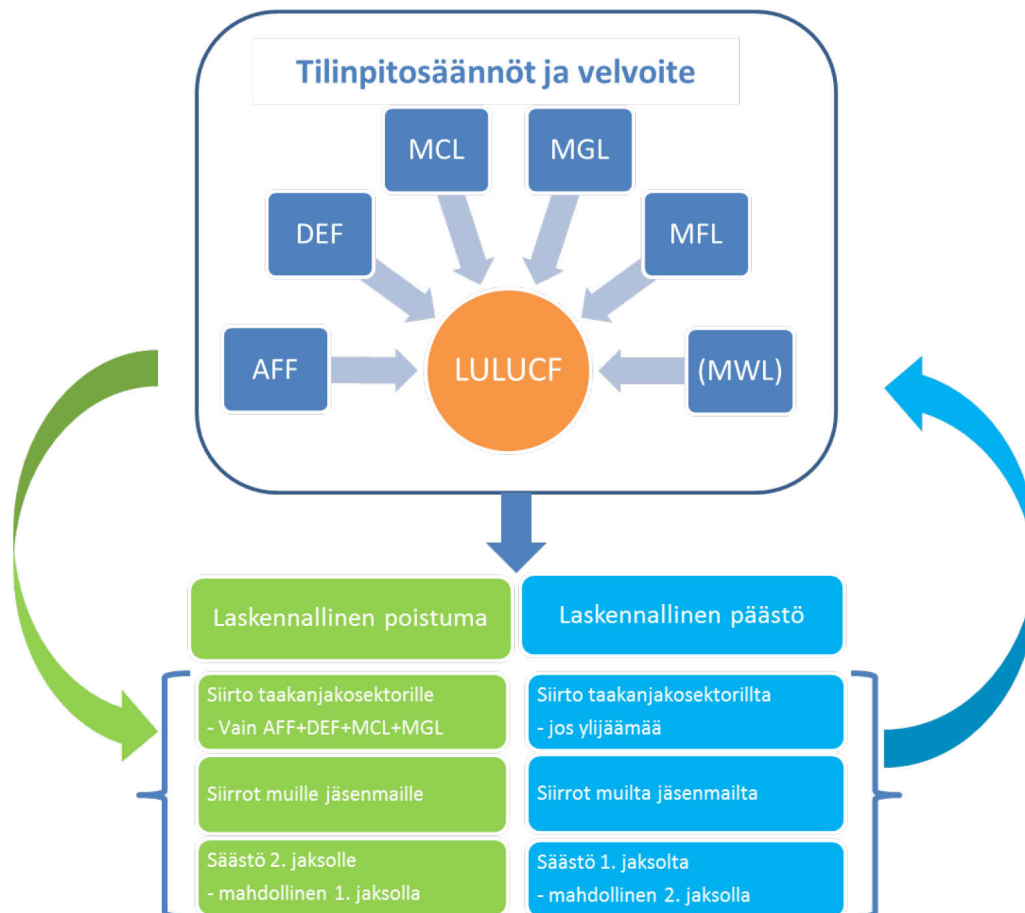 Tilinpitosäännöt ja velvoite
MCL
MGL
DEF
MFL
AFF
LULUCF
(MWL)
Laskennallinen poistuma
Laskennallinen päästö
Siirto taakanjakosektorille
- Vain AFF+DEF+MCL+MGL
Siirto taakanjakosektorillta
- jos ylijäämää
Siirrot muille jäsenmaille
Siirrot muilta jäsenmailta
Säästö 2. jaksolle
- mahdollinen 1. jaksolla
Säästö 1. jaksolta
- mahdollinen 2. jaksolla